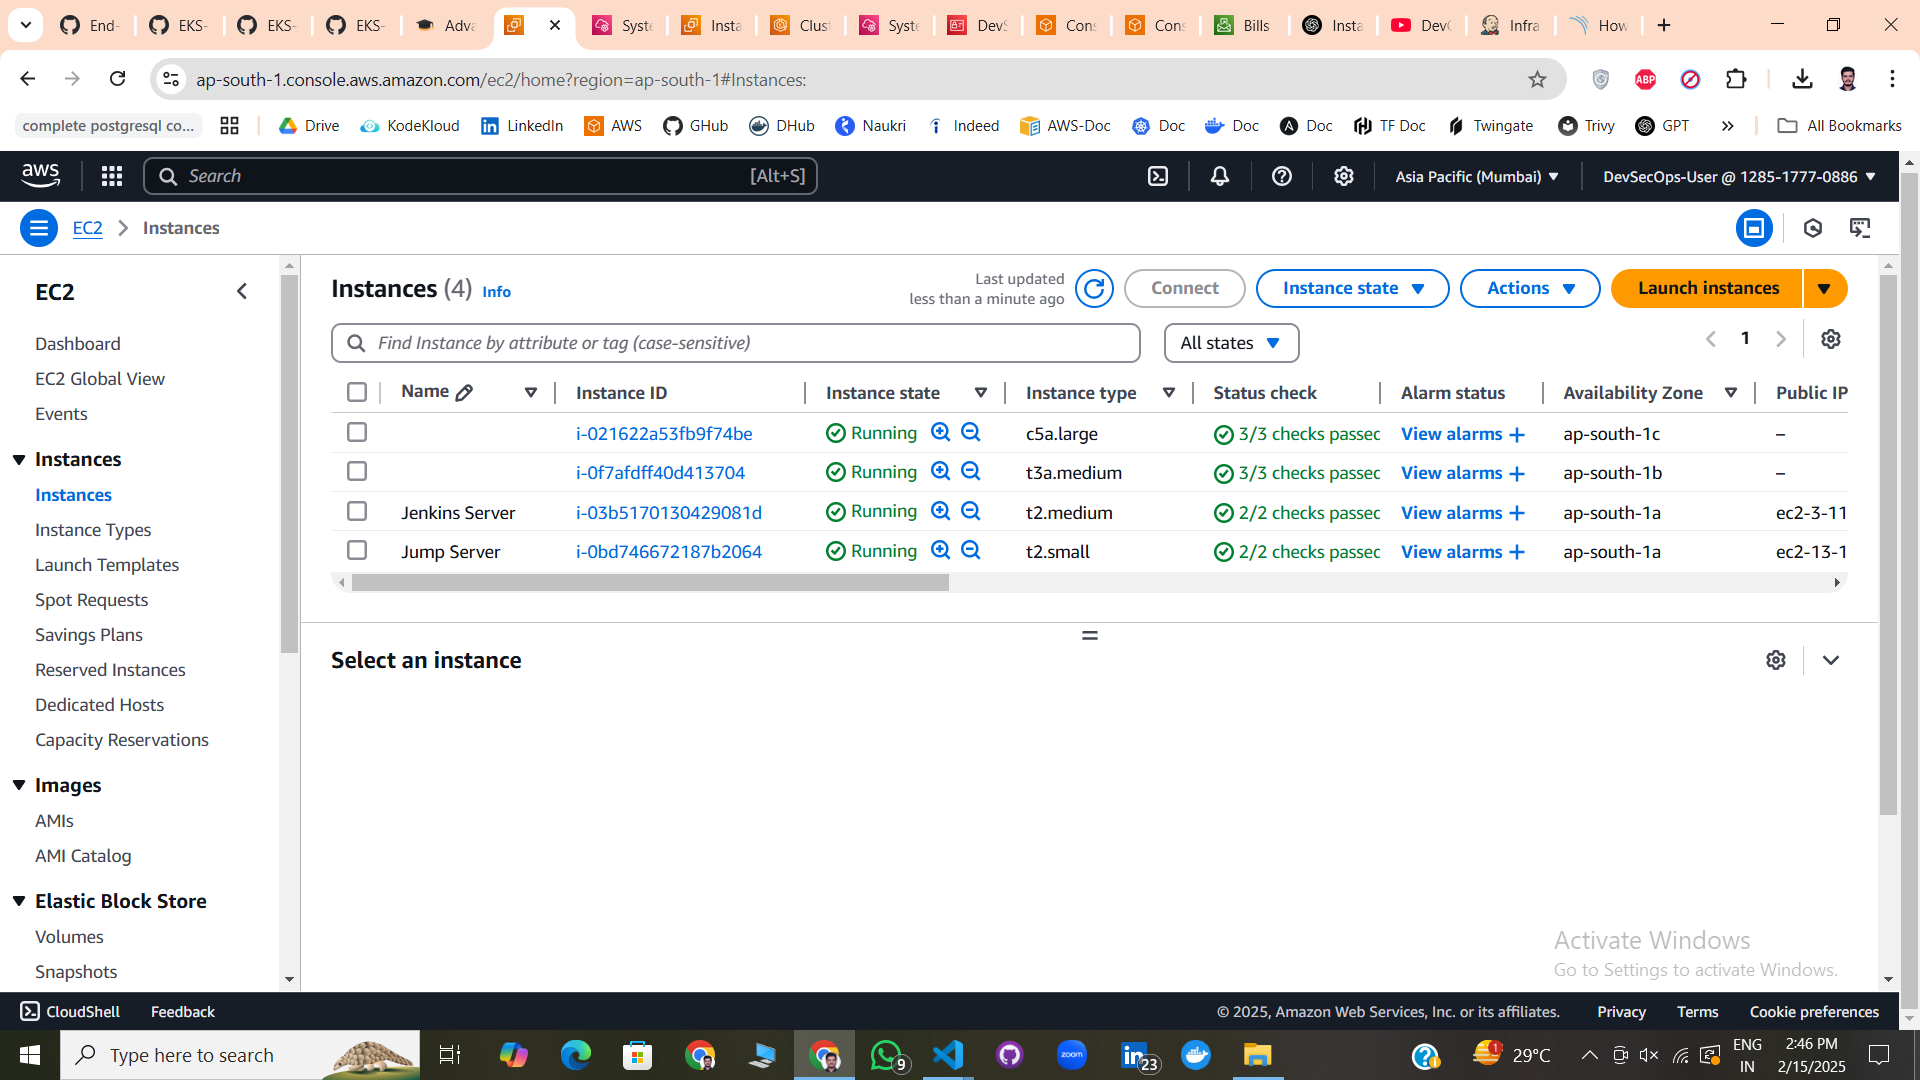 End-
EKS-
EKS-
EKS-
Adva
Syste
Insta
Clust
Syste
DevS
Cons
Cons
Bills
Insta
DevO
Infra
How
ap-south-1.console.aws.amazon.com/ec2/home?region=ap-south-1#Instances:
ABP
complete postgresql co...
Drive
KodeKloud
LinkedIn
AWS
GHub
DHub
Naukri
Indeed
AWS-Doc
Doc
Doc
Doc
TF Doc
Twingate
Trivy
GPT
All Bookmarks
aws
Search
[Alt+S]
Asia Pacific (Mumbai)
DevSecOps-User @ 1285-1777-0886
EC2
Instances
EC2
Dashboard
EC2 Global View
Events
Instances
Instances
Instance Types
Launch Templates
Spot Requests
Savings Plans
Reserved Instances
Dedicated Hosts
Capacity Reservations
Images
AMIs
AMI Catalog
Elastic Block Store
Volumes
Snapshots
Instances (4) Info
Last updated
less than a minute ago
Connect
Instance state
Actions
Launch instances
Find Instance by attribute or tag (case-sensitive)
All states
1
Name Instance ID Instance state Instance type Status check Alarm status Availability Zone Public IP
i-021622a53fb9f74be Running c5a.large 3/3 checks passed View alarms + ap-south-1c –
i-0f7afdff40d413704 Running t3a.medium 3/3 checks passed View alarms + ap-south-1b –
Jenkins Server i-03b5170130429081d Running t2.medium 2/2 checks passed View alarms + ap-south-1a ec2-3-11
Jump Server i-0bd746672187b2064 Running t2.small 2/2 checks passed View alarms + ap-south-1a ec2-13-1
Select an instance
Activate Windows
Go to Settings to activate Windows.
CloudShell
Feedback
© 2025, Amazon Web Services, Inc. or its affiliates.
Privacy
Terms
Cookie preferences
Type here to search
9
zoom
23
1
29°C
ENG
IN
2:46 PM
2/15/2025